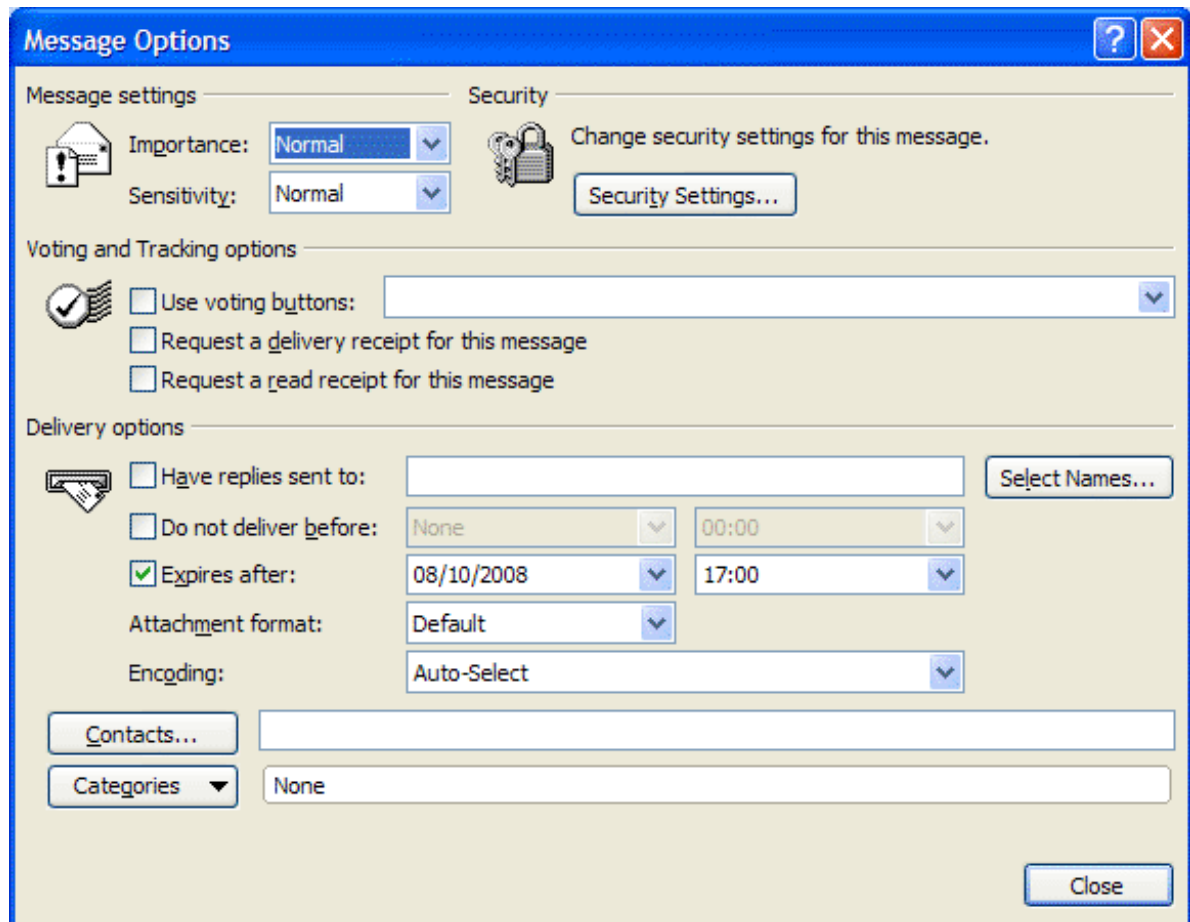 Message Options
Message settings
Security
Importance: Normal
Change security settings for this message.
Sensitivity: Normal
Security Settings...
Voting and Tracking options
Use voting buttons:
Request a delivery receipt for this message
Request a read receipt for this message
Delivery options
Have replies sent to:
Select Names...
Do not deliver before: None 00:00
Expires after: 08/10/2008 17:00
Attachment format: Default
Encoding: Auto-Select
Contacts...
Categories None
Close